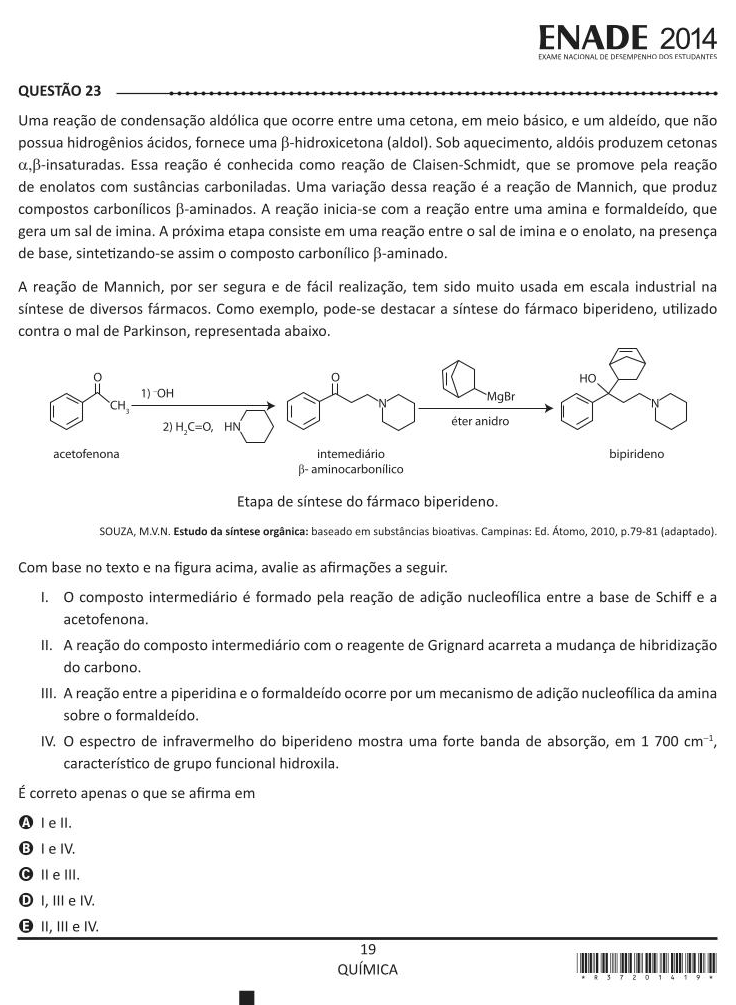 ENADE 2014
EXAME NACIONAL DE DESEMPENHO DOS ESTUDANTES
QUESTÃO 23
Uma reação de condensação aldólica que ocorre entre uma cetona, em meio básico, e um aldeído, que não
possua hidrogênios ácidos, fornece uma β-hidroxicetona (aldol). Sob aquecimento, aldóis produzem cetonas
α,β-insaturadas. Essa reação é conhecida como reação de Claisen-Schmidt, que se promove pela reação
de enolatos com sustâncias carboniladas. Uma variação dessa reação é a reação de Mannich, que produz
compostos carbonílicos β-aminados. A reação inicia-se com a reação entre uma amina e formaldeído, que
gera um sal de imina. A próxima etapa consiste em uma reação entre o sal de imina e o enolato, na presença
de base, sintetizando-se assim o composto carbonílico β-aminado.
A reação de Mannich, por ser segura e de fácil realização, tem sido muito usada em escala industrial na
síntese de diversos fármacos. Como exemplo, pode-se destacar a síntese do fármaco biperideno, utilizado
contra o mal de Parkinson, representada abaixo.
O
CH3
1) ⁻OH
2) H2C=O, HN
O
N
MgBr
éter anidro
HO
N
acetofenona
intemediário
β- aminocarbonílico
bipirideno
Etapa de síntese do fármaco biperideno.
SOUZA, M.V.N. Estudo da síntese orgânica: baseado em substâncias bioativas. Campinas: Ed. Átomo, 2010, p.79-81 (adaptado).
Com base no texto e na figura acima, avalie as afirmações a seguir.
I. O composto intermediário é formado pela reação de adição nucleofílica entre a base de Schiff e a
acetofenona.
II. A reação do composto intermediário com o reagente de Grignard acarreta a mudança de hibridização
do carbono.
III. A reação entre a piperidina e o formaldeído ocorre por um mecanismo de adição nucleofílica da amina
sobre o formaldeído.
IV. O espectro de infravermelho do biperideno mostra uma forte banda de absorção, em 1 700 cm⁻¹,
característico de grupo funcional hidroxila.
É correto apenas o que se afirma em
A I e II.
B I e IV.
C II e III.
D I, III e IV.
E II, III e IV.
19
QUÍMICA
* R 3 7 2 0 1 4 1 9 *